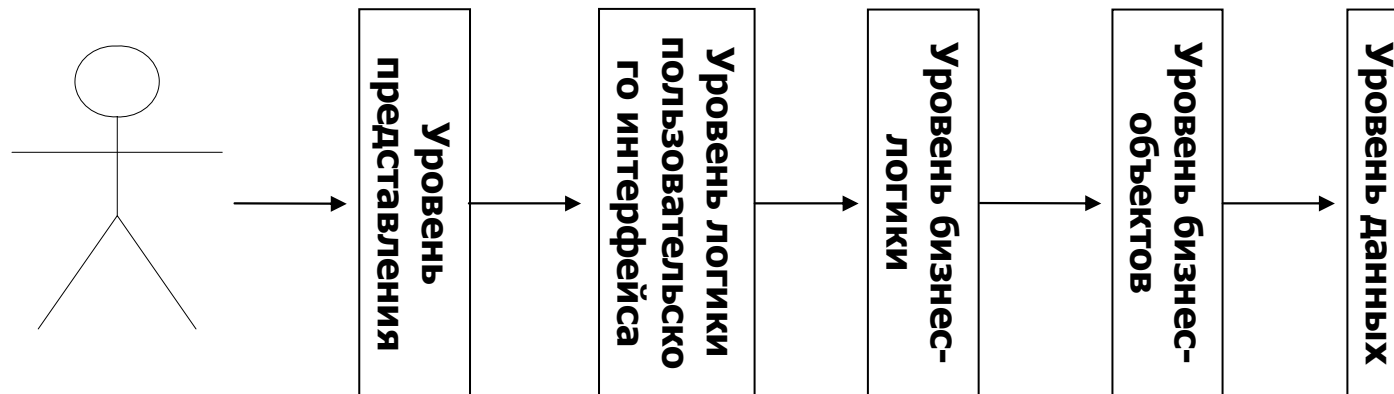 Уровень
представления
Уровень логики
пользовательско
го интерфейса
Уровень бизнес-
логики
Уровень бизнес-
объектов
Уровень данных